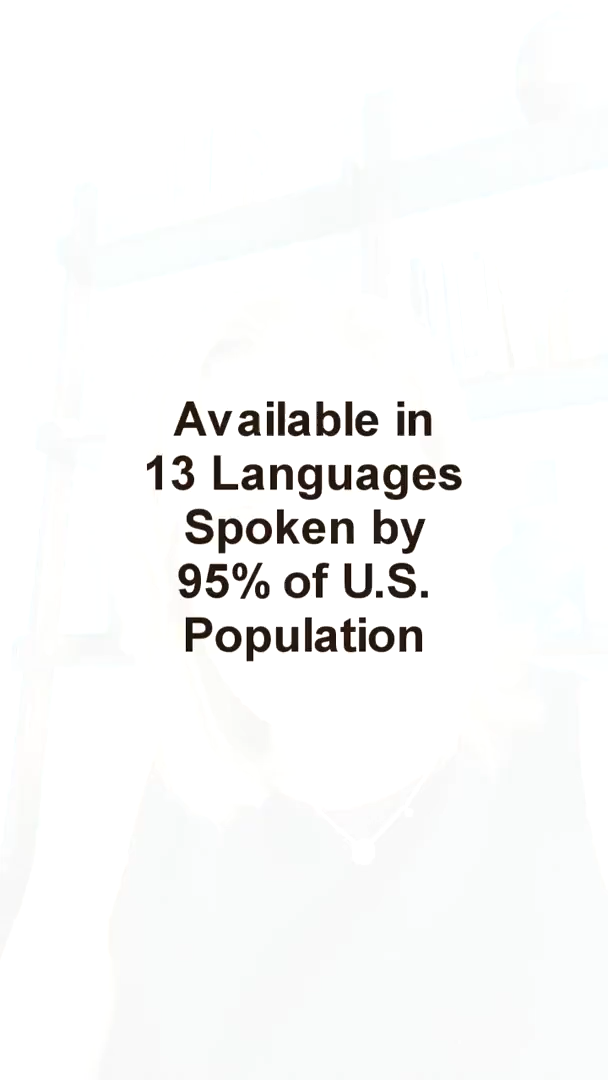 Available in
13 Languages
Spoken by
95% of U.S.
Population